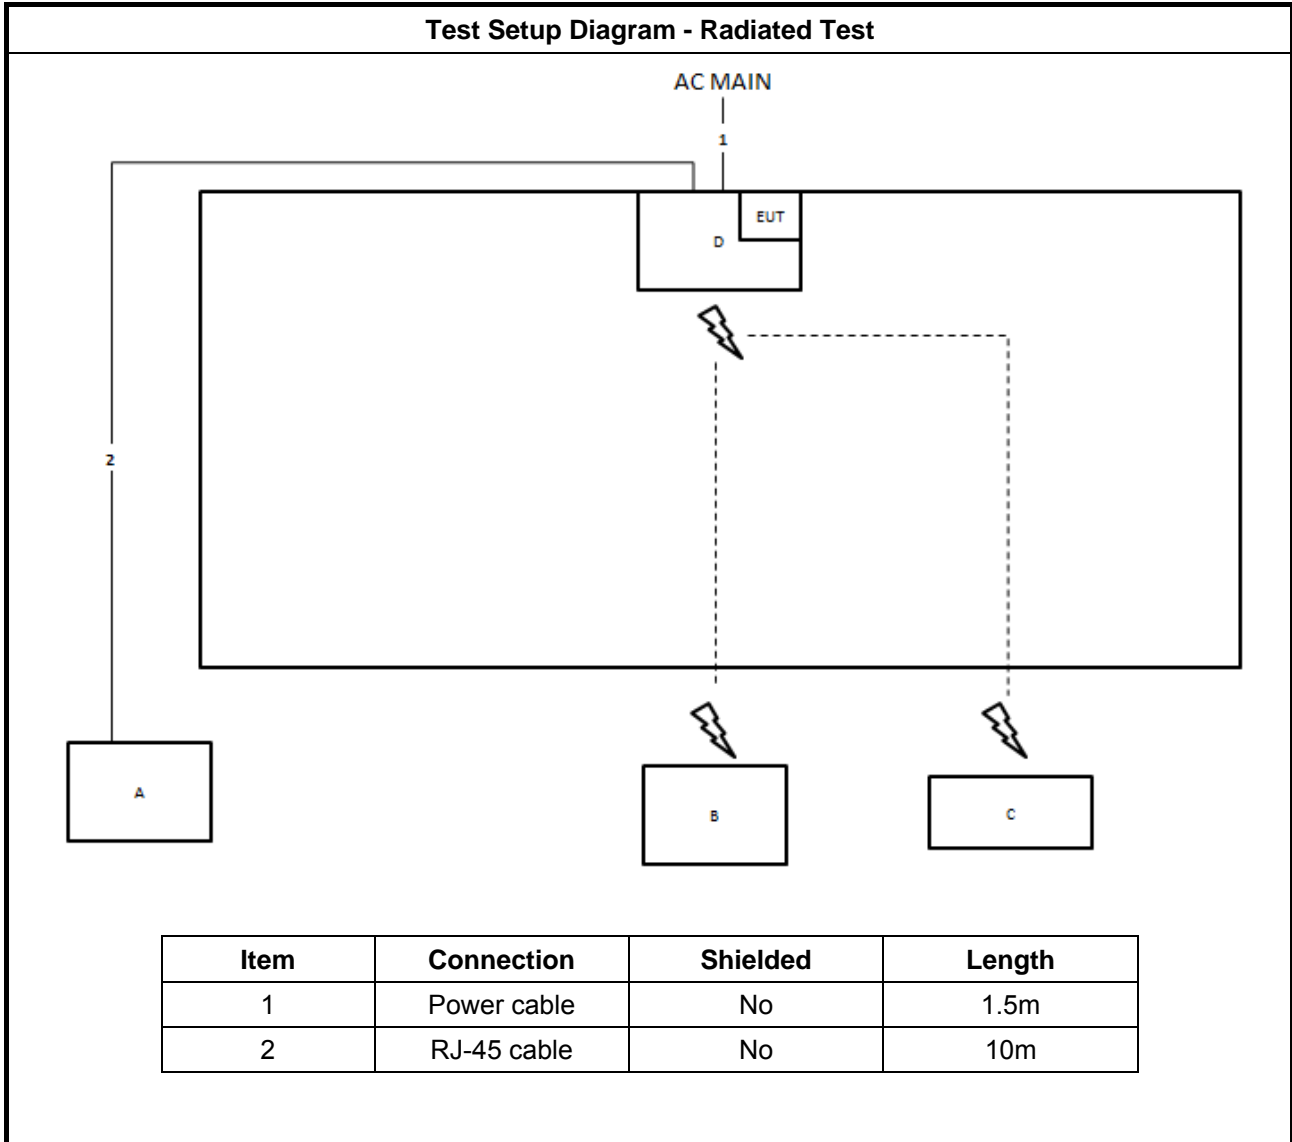 Test Setup Diagram - Radiated Test
AC MAIN
1
EUT
D
2
A
B
C
Item Connection Shielded Length
1 Power cable No 1.5m
2 RJ-45 cable No 10m